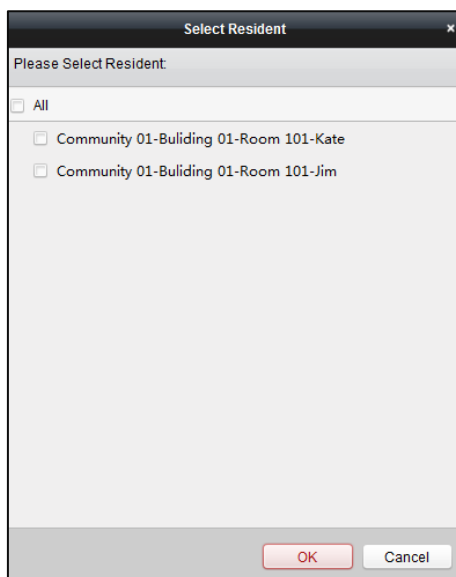 Select Resident ×
Please Select Resident:
All
Community 01-Buliding 01-Room 101-Kate
Community 01-Buliding 01-Room 101-Jim
OK Cancel